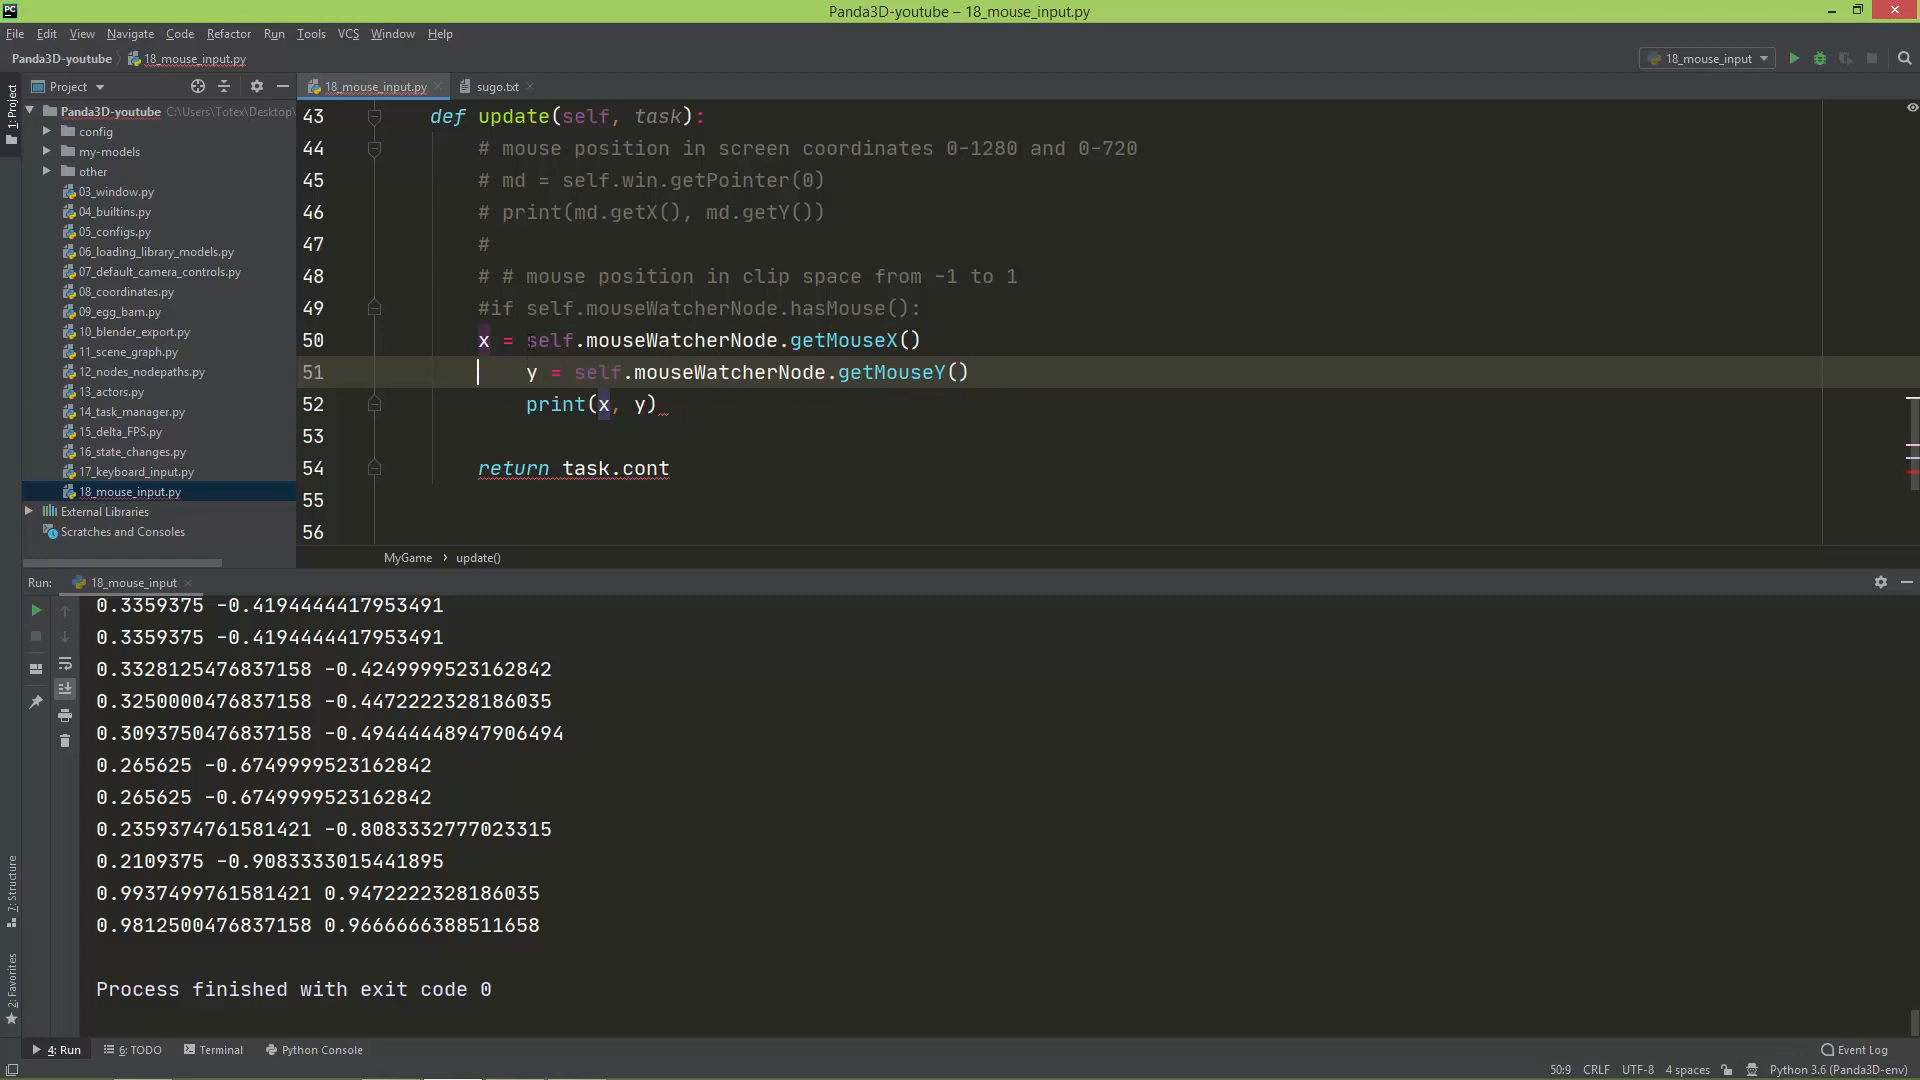 Panda3D-youtube – 18_mouse_input.py
File Edit View Navigate Code Refactor Run Tools VCS Window Help
Panda3D-youtube 18_mouse_input.py 18_mouse_input
1: Project
Project 18_mouse_input.py sugo.txt
Panda3D-youtube C:\Users\Totex\Desktop\
config
my-models
other
03_window.py
04_builtins.py
05_configs.py
06_loading_library_models.py
07_default_camera_controls.py
08_coordinates.py
09_egg_bam.py
10_blender_export.py
11_scene_graph.py
12_nodes_nodepaths.py
13_actors.py
14_task_manager.py
15_delta_FPS.py
16_state_changes.py
17_keyboard_input.py
18_mouse_input.py
External Libraries
Scratches and Consoles
43 def update(self, task):
44 # mouse position in screen coordinates 0-1280 and 0-720
45 # md = self.win.getPointer(0)
46 # print(md.getX(), md.getY())
47 #
48 # # mouse position in clip space from -1 to 1
49 #if self.mouseWatcherNode.hasMouse():
50 x = self.mouseWatcherNode.getMouseX()
51 y = self.mouseWatcherNode.getMouseY()
52 print(x, y)
53
54 return task.cont
55
56
MyGame › update()
Run: 18_mouse_input
0.3359375 -0.4194444417953491
0.3359375 -0.4194444417953491
0.3328125476837158 -0.4249999523162842
0.3250000476837158 -0.4472222328186035
0.3093750476837158 -0.49444448947906494
0.265625 -0.6749999523162842
0.265625 -0.6749999523162842
0.2359374761581421 -0.8083332777023315
0.2109375 -0.9083333015441895
0.9937499761581421 0.9472222328186035
0.9812500476837158 0.9666666388511658
Process finished with exit code 0
7: Structure
2: Favorites
4: Run 6: TODO Terminal Python Console Event Log
50:9 CRLF UTF-8 4 spaces Python 3.6 (Panda3D-env)